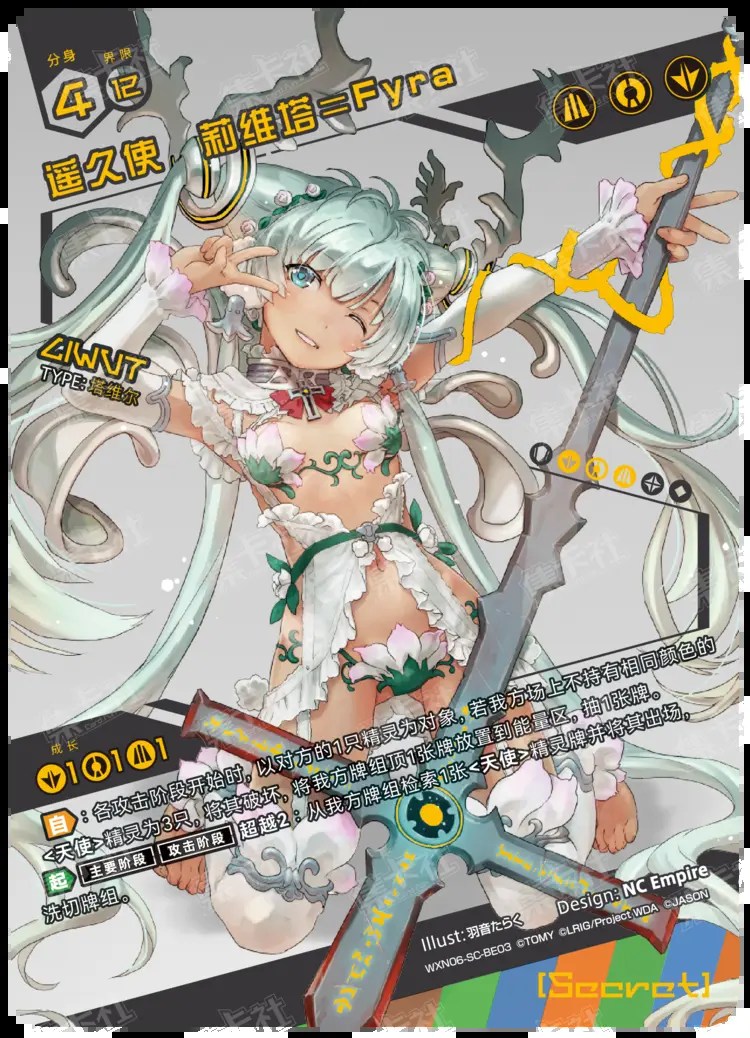 分身 界限
4 12
遥久使 莉维塔=Fyra
LIWVT
TYPE: 塔维尔
成长
1 1 1
自：各攻击阶段开始时，以对方的1只精灵为对象，若我方场上不持有相同颜色的
<天使>精灵为3只，将其破坏，将我方牌组顶1张牌放置到能量区，抽1张牌。
起 主要阶段 攻击阶段 超越2：从我方牌组检索1张<天使>精灵牌并将其出场，
洗切牌组。
Illust: 羽音たらく Design: NC Empire
WXN06-SC-BE03 ©TOMY ©LRIG/Project WDA ©JASON
[Secret]